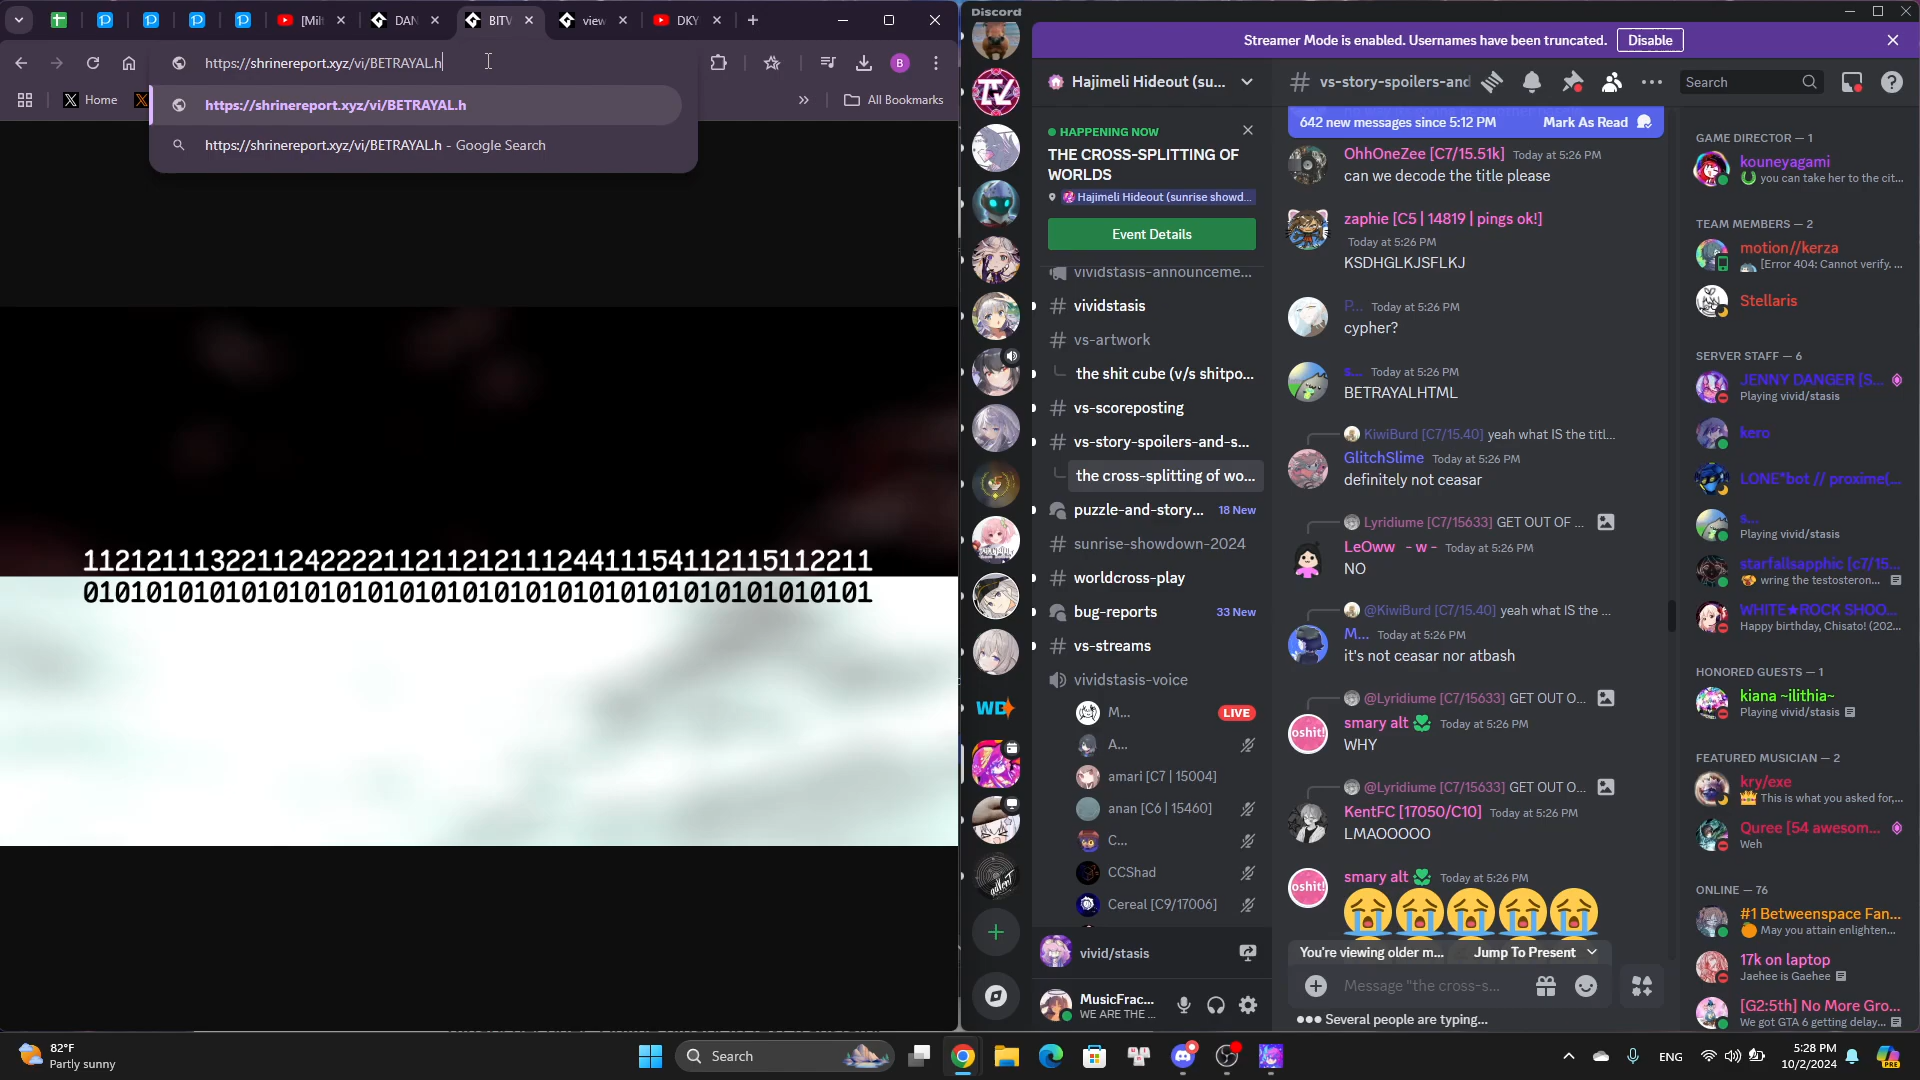 [Milt
DAN
BITV
view
DKY
https://shrinereport.xyz/vi/BETRAYAL.h
B
Home
All Bookmarks
https://shrinereport.xyz/vi/BETRAYAL.h
https://shrinereport.xyz/vi/BETRAYAL.h - Google Search
11212111322112422221121121211124411154112115112211
01010101010101010101010101010101010101010101010101
Discord
Streamer Mode is enabled. Usernames have been truncated.
Disable
Hajimeli Hideout (su...
HAPPENING NOW
THE CROSS-SPLITTING OF
WORLDS
Hajimeli Hideout (sunrise showd...
Event Details
vividstasis-announceme...
vividstasis
vs-artwork
the shit cube (v/s shitpo...
vs-scoreposting
vs-story-spoilers-and-s...
the cross-splitting of wo...
puzzle-and-story...
18 New
sunrise-showdown-2024
worldcross-play
bug-reports
33 New
vs-streams
vividstasis-voice
M...
LIVE
A...
amari [C7 | 15004]
anan [C6 | 15460]
C...
CCShad
Cereal [C9/17006]
vivid/stasis
MusicFrac...
WE ARE THE ...
vs-story-spoilers-and
Search
642 new messages since 5:12 PM
Mark As Read
OhhOneZee [C7/15.51k] Today at 5:26 PM
can we decode the title please
zaphie [C5 | 14819 | pings ok!]
Today at 5:26 PM
KSDHGLKJSFLKJ
P... Today at 5:26 PM
cypher?
s... Today at 5:26 PM
BETRAYALHTML
KiwiBurd [C7/15.40] yeah what IS the titl...
GlitchSlime Today at 5:26 PM
definitely not ceasar
Lyridiume [C7/15633] GET OUT OF ...
LeOww - w - Today at 5:26 PM
NO
@KiwiBurd [C7/15.40] yeah what IS the ...
M... Today at 5:26 PM
it's not ceasar nor atbash
@Lyridiume [C7/15633] GET OUT O...
smary alt Today at 5:26 PM
WHY
@Lyridiume [C7/15633] GET OUT O...
KentFC [17050/C10] Today at 5:26 PM
LMAOOOOO
oshit!
smary alt Today at 5:26 PM
oshit!
You're viewing older m...
Jump To Present
Message "the cross-s...
Several people are typing...
GAME DIRECTOR — 1
kouneyagami
you can take her to the cit...
TEAM MEMBERS — 2
motion//kerza
[Error 404: Cannot verify. ...
Stellaris
SERVER STAFF — 6
JENNY DANGER [S...
Playing vivid/stasis
kero
LONE*bot // proxime(...
s...
Playing vivid/stasis
starfallsapphic [c7/15...
wring the testosteron...
WHITE★ROCK SHOO...
Happy birthday, Chisato! (202...
HONORED GUESTS — 1
kiana ~ilithia~
Playing vivid/stasis
FEATURED MUSICIAN — 2
kry/exe
This is what you asked for,...
Quree [54 awesom...
Weh
ONLINE — 76
#1 Betweenspace Fan...
May you attain enlighten...
17k on laptop
Jaehee is Gaehee
[G2:5th] No More Gro...
We got GTA 6 getting delay...
82°F
Partly sunny
Search
ENG
5:28 PM
10/2/2024